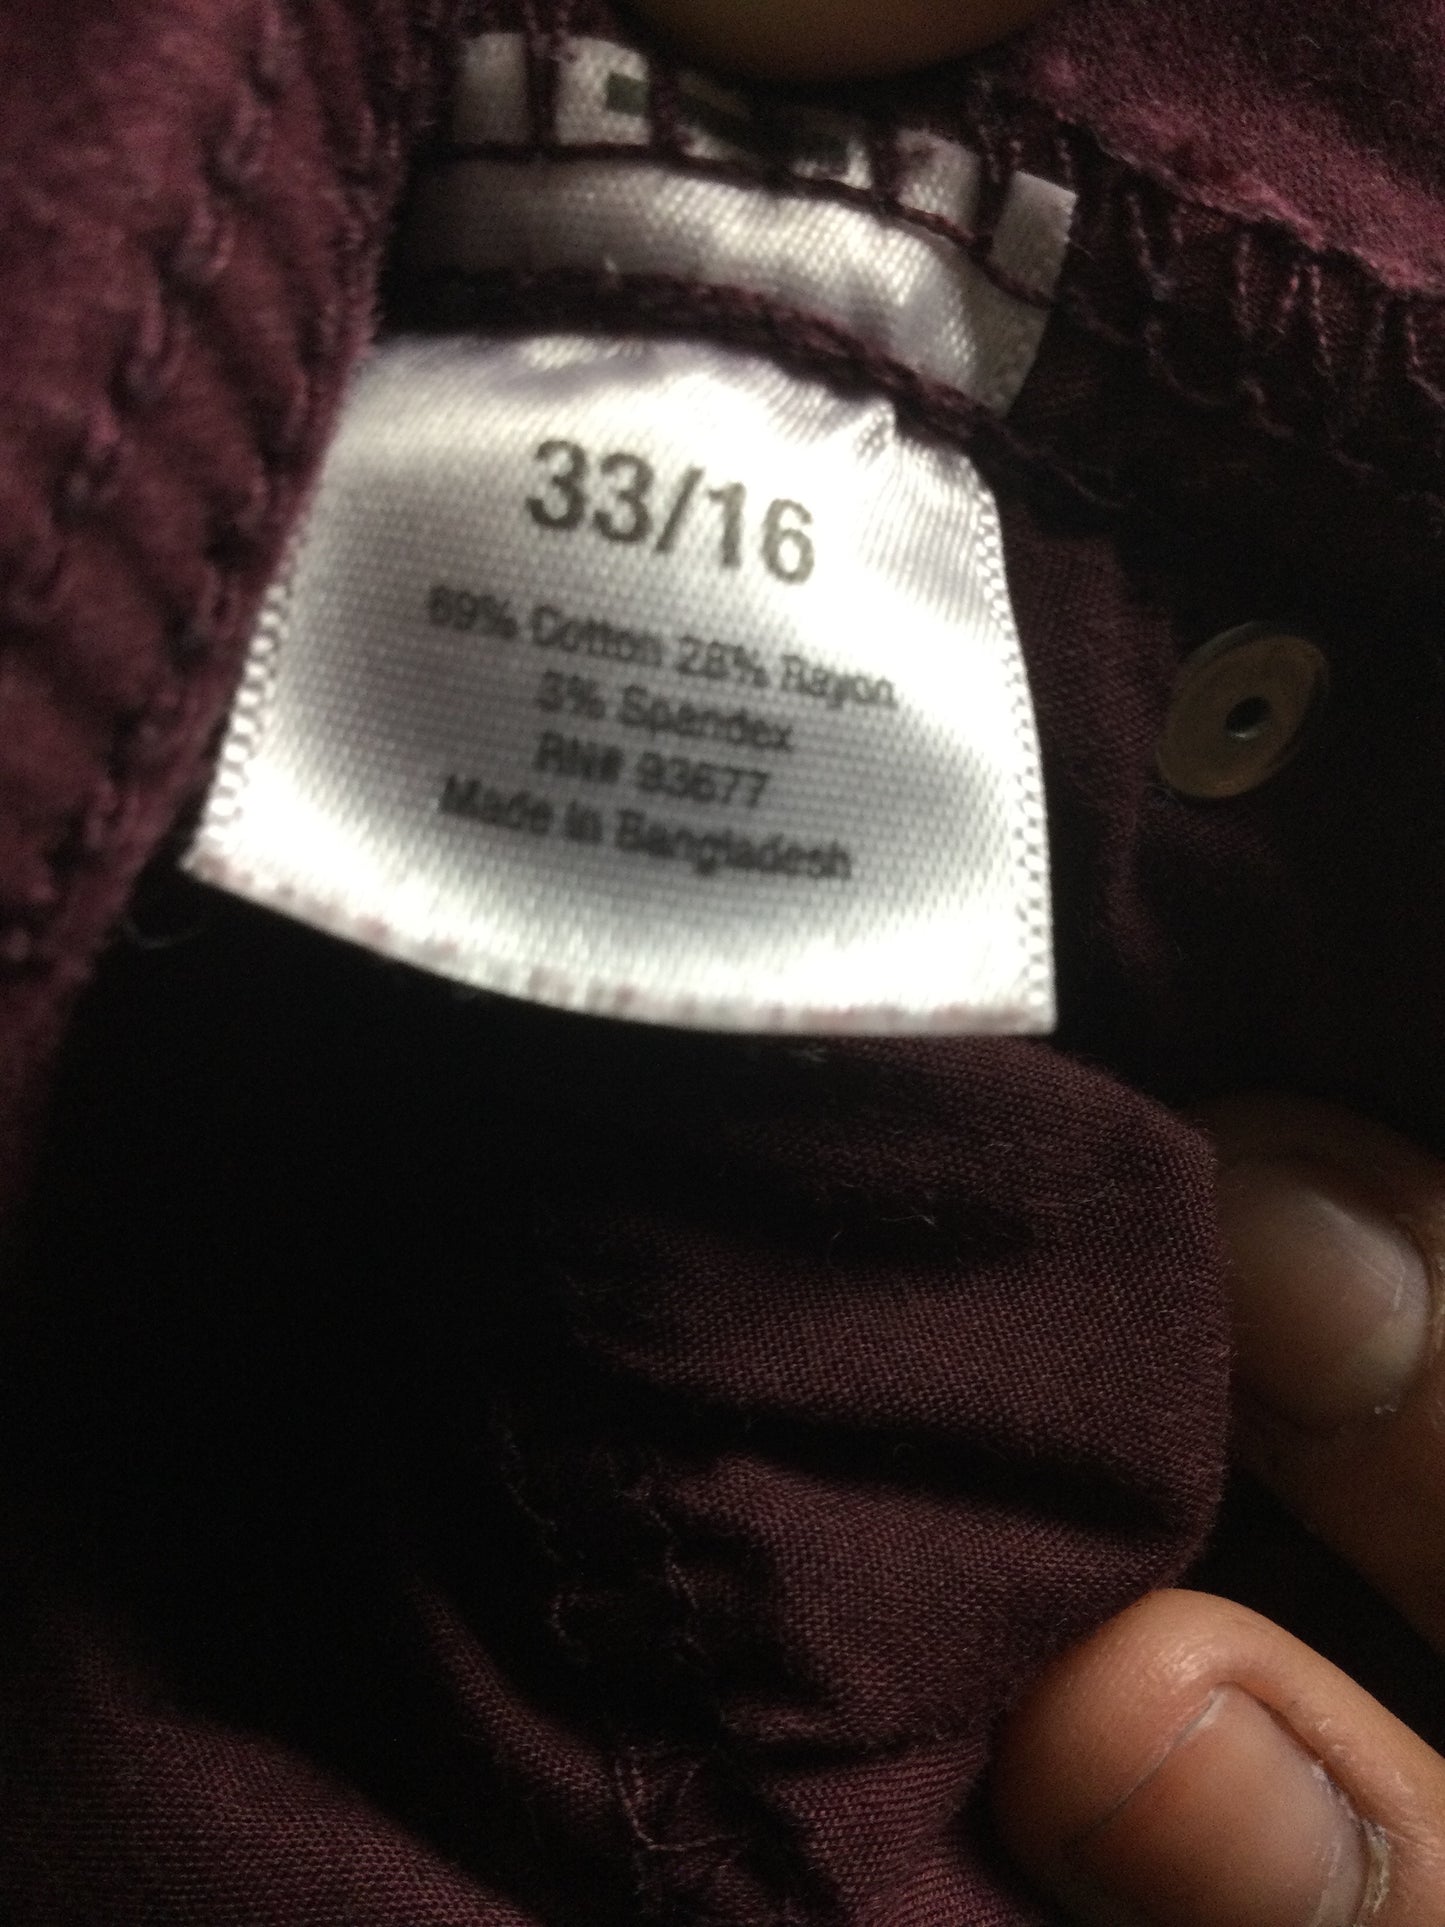 33/16
69% Cotton 28% Rayon
3% Spandex
RN# 93677
Made in Bangladesh